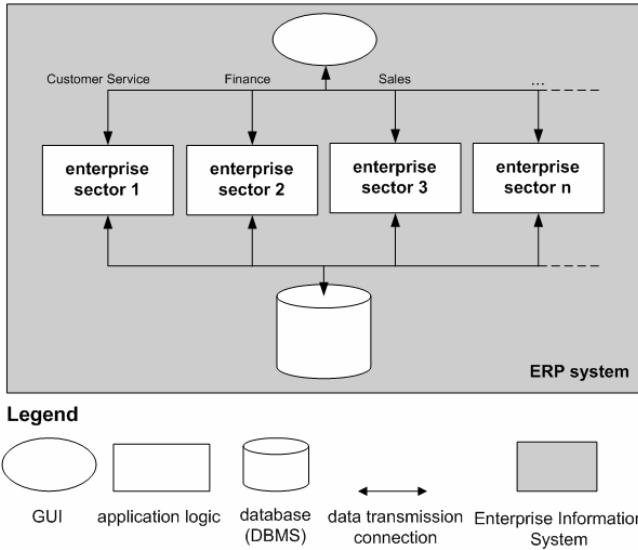 Customer Service
Finance
Sales
...
enterprise
sector 1
enterprise
sector 2
enterprise
sector 3
enterprise
sector n
ERP system
Legend
GUI
application logic
database
(DBMS)
data transmission
connection
Enterprise Information
System